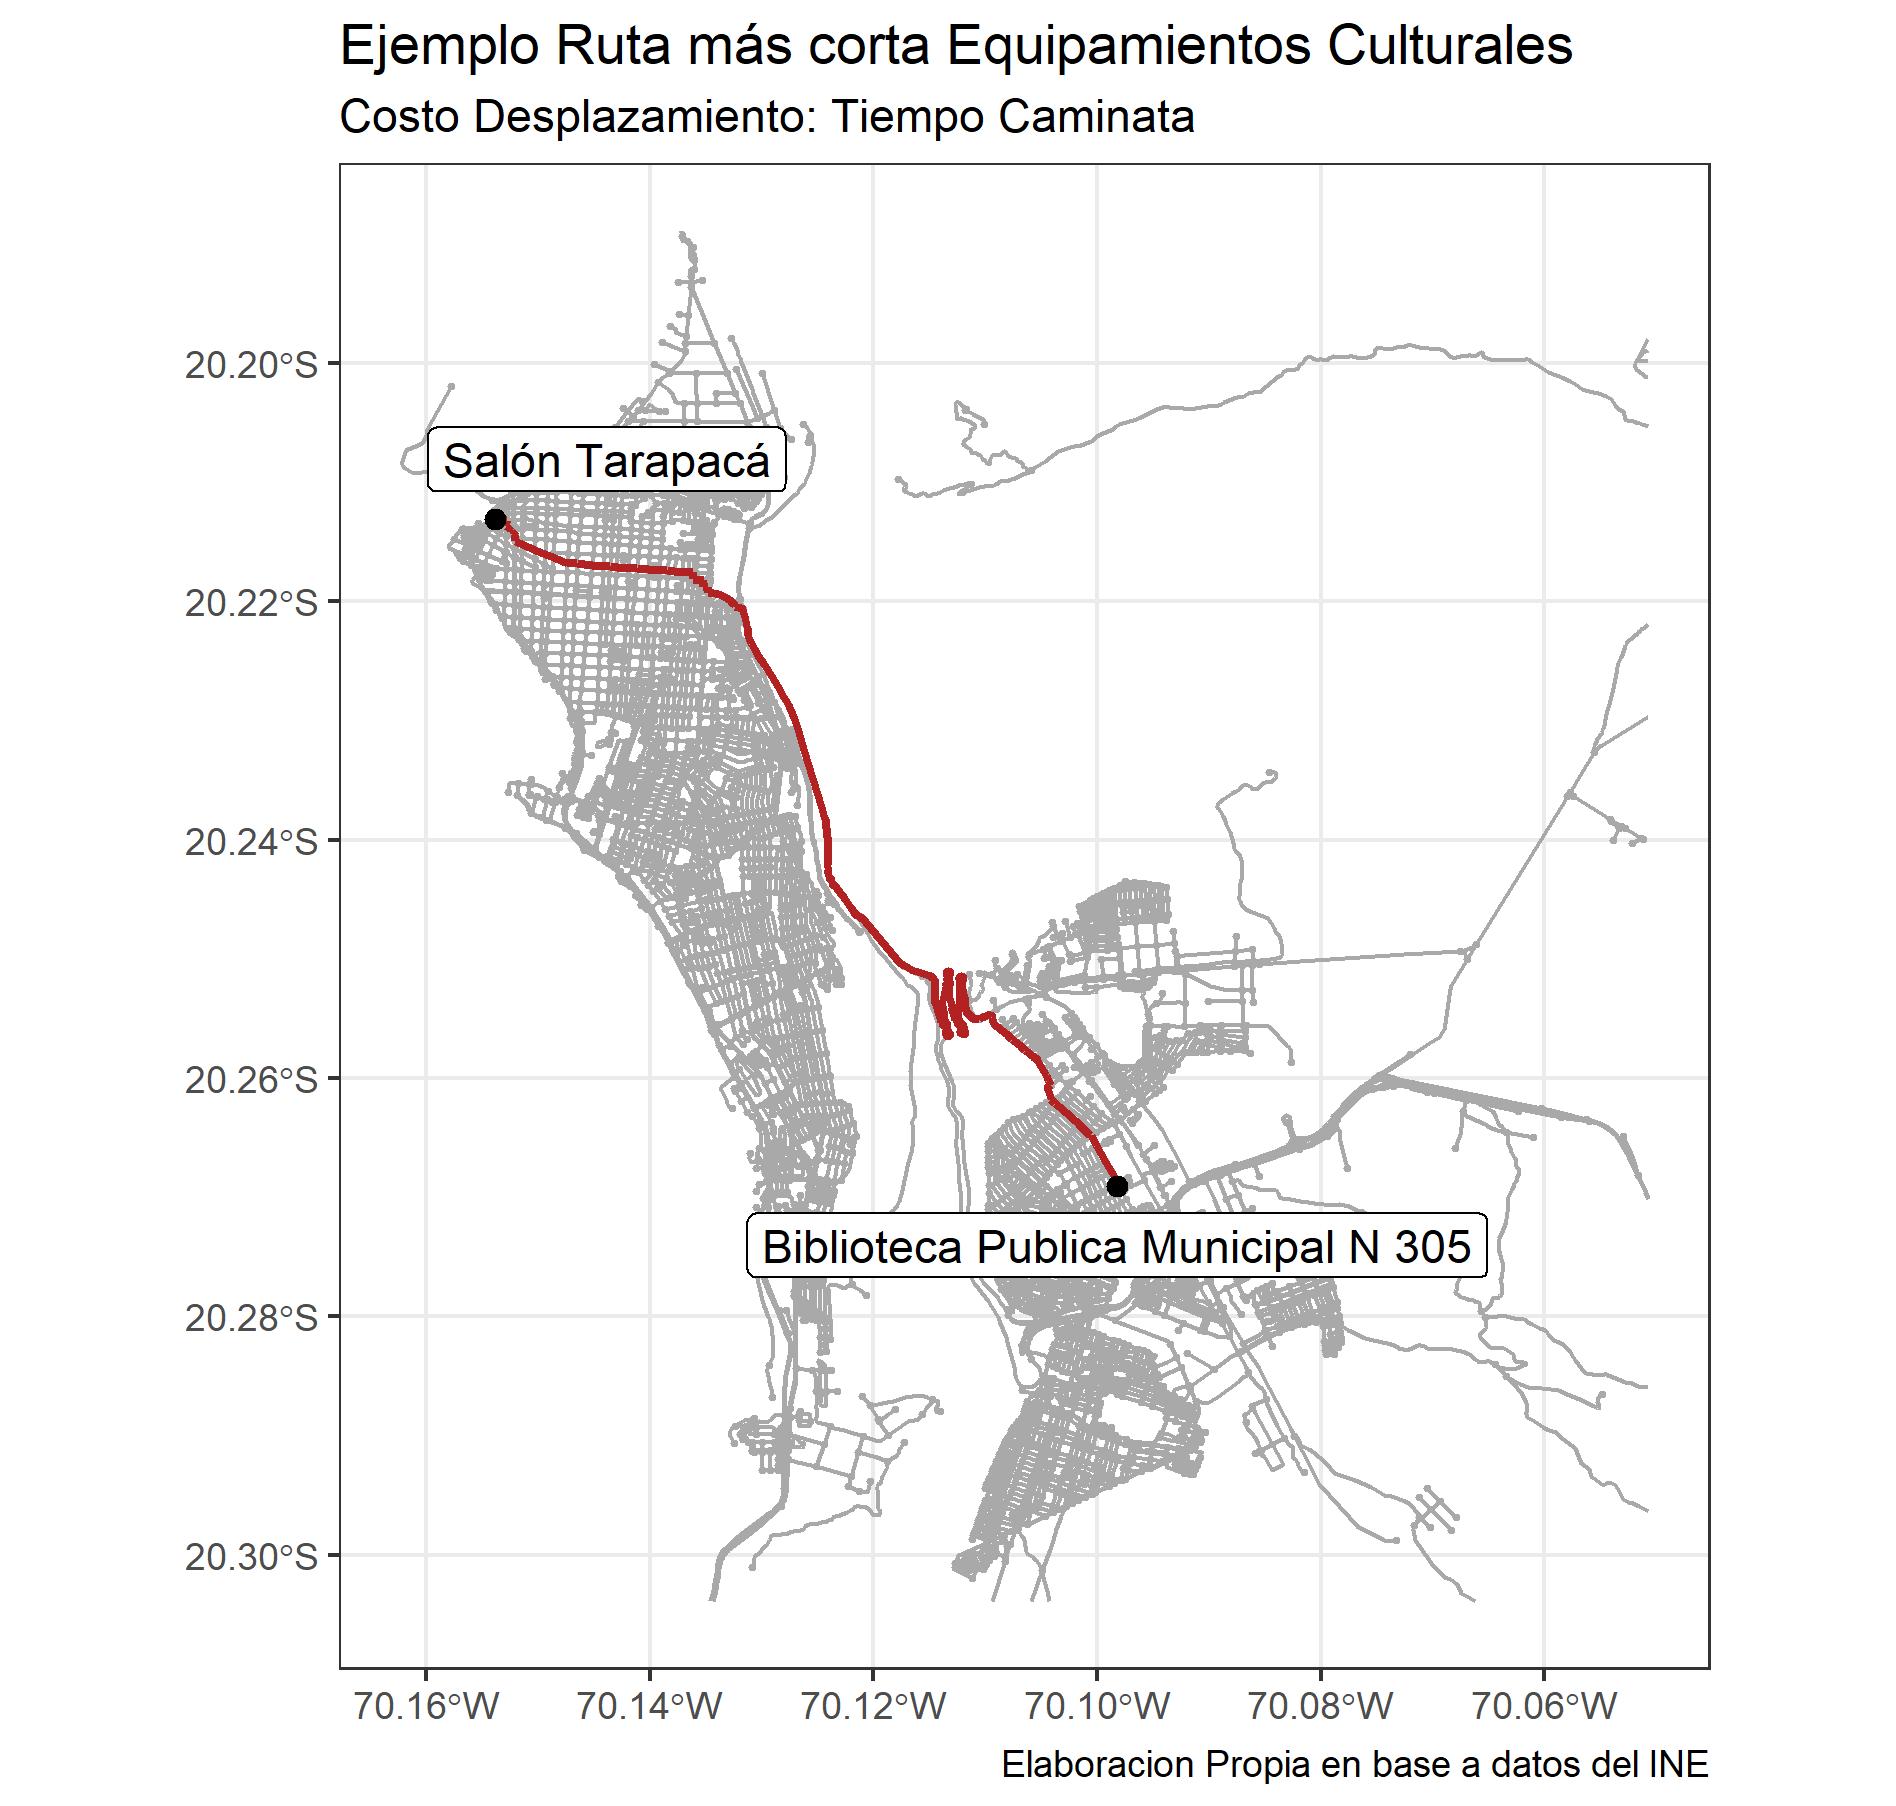 Ejemplo Ruta más corta Equipamientos Culturales
Costo Desplazamiento: Tiempo Caminata
20.20°S
Salón Tarapacá
20.22°S
20.24°S
20.26°S
Biblioteca Publica Municipal N 305
20.28°S
20.30°S
70.16°W 70.14°W 70.12°W 70.10°W 70.08°W 70.06°W
Elaboracion Propia en base a datos del INE